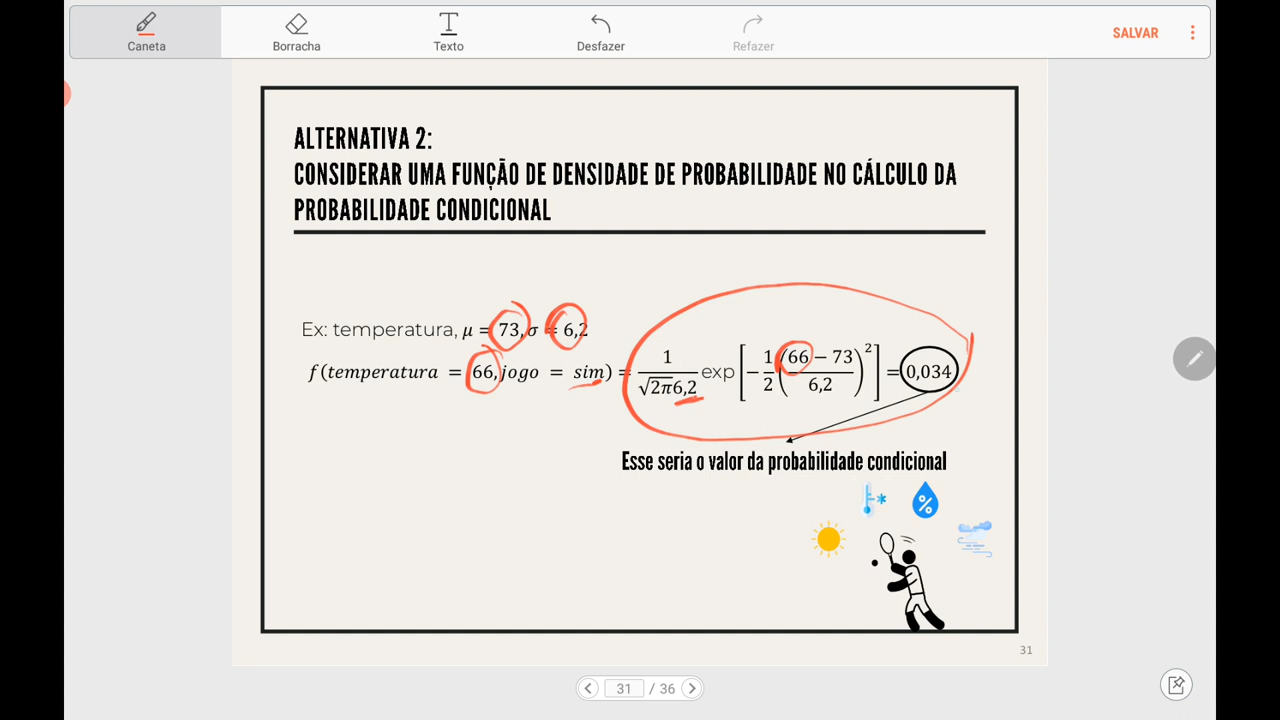 Caneta
Borracha
Texto
Desfazer
Refazer
SALVAR
ALTERNATIVA 2:
CONSIDERAR UMA FUNÇÃO DE DENSIDADE DE PROBABILIDADE NO CÁLCULO DA
PROBABILIDADE CONDICIONAL
Ex: temperatura, μ = 73, σ = 6,2
f(temperatura = 66, jogo = sim) = 1/(√2π6,2) exp[−1/2((66 − 73)/6,2)²] = 0,034
Esse seria o valor da probabilidade condicional
%
31
31 / 36